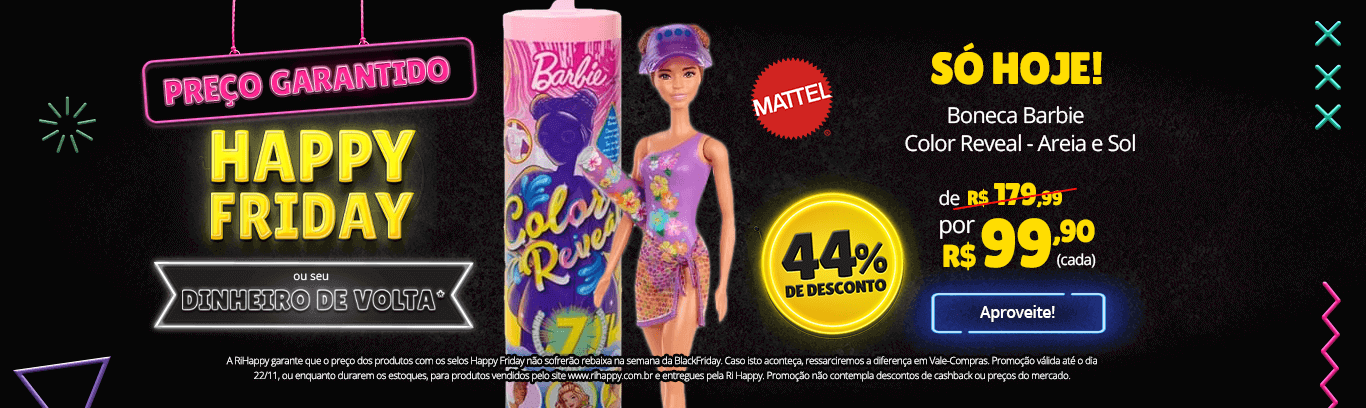 PREÇO GARANTIDO
HAPPY
FRIDAY
ou seu
DINHEIRO DE VOLTA*
Barbie
Color
Reveal
7
MATTEL
®
SÓ HOJE!
Boneca Barbie
Color Reveal - Areia e Sol
44%
DE DESCONTO
de R$ 179,99
por
R$ 99,90
(cada)
Aproveite!
A RiHappy garante que o preço dos produtos com os selos Happy Friday não sofrerão rebaixa na semana da BlackFriday. Caso isto aconteça, ressarciremos a diferença em Vale-Compras. Promoção válida até o dia
22/11, ou enquanto durarem os estoques, para produtos vendidos pelo site www.rihappy.com.br e entregues pela Ri Happy. Promoção não contempla descontos de cashback ou preços do mercado.